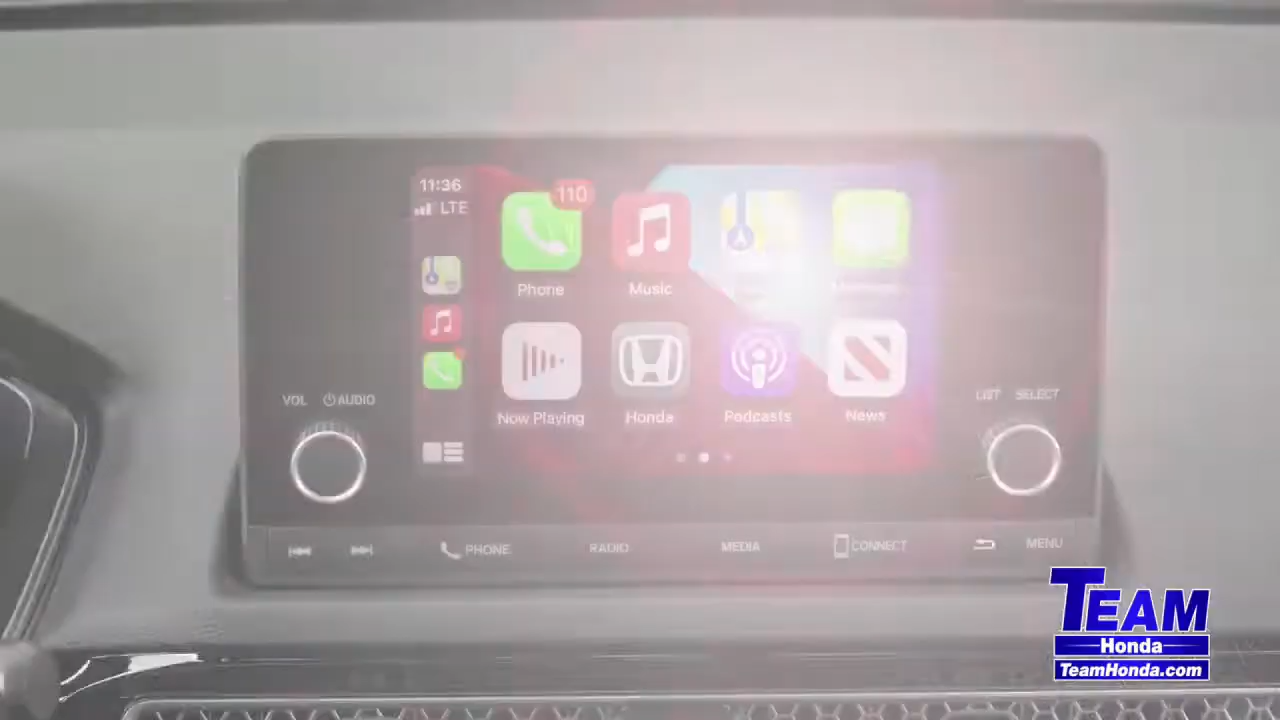 11:36
LTE
110
Phone
Music
Now Playing
Honda
Podcasts
News
VOL AUDIO
LIST SELECT
PHONE
RADIO
MEDIA
CONNECT
MENU
TEAM
Honda
TeamHonda.com